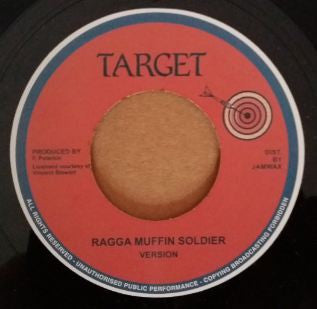 TARGET
PRODUCED BY
F. Peterkin
Licensed courtesy of
Vincent Stewart
DIST.
BY
JAMWAX
RAGGA MUFFIN SOLDIER
VERSION
ALL RIGHTS RESERVED - UNAUTHORISED PUBLIC PERFORMANCE - COPYING BROADCASTING FORBIDDEN